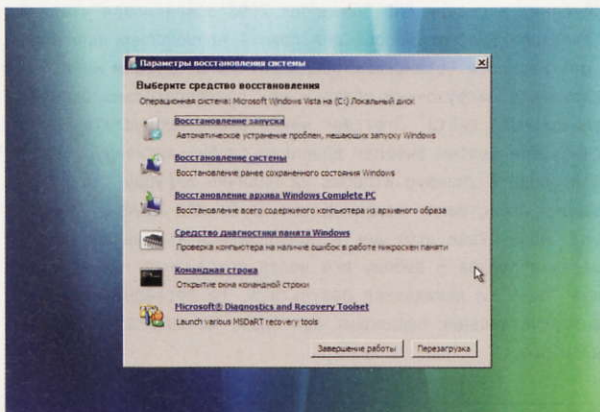 Параметры восстановления системы
Выберите средство восстановления
Операционная система: Microsoft Windows Vista на (C:) Локальный диск
Восстановление запуска
Автоматическое устранение проблем, мешающих запуску Windows
Восстановление системы
Восстановление ранее сохраненного состояния Windows
Восстановление архива Windows Complete PC
Восстановление всего содержимого компьютера из архивного образа
Средство диагностики памяти Windows
Проверка компьютера на наличие ошибок в работе микросхем памяти
Командная строка
Открытие окна командной строки
Microsoft® Diagnostics and Recovery Toolset
Launch various MSDaRT recovery tools
Завершение работы
Перезагрузка